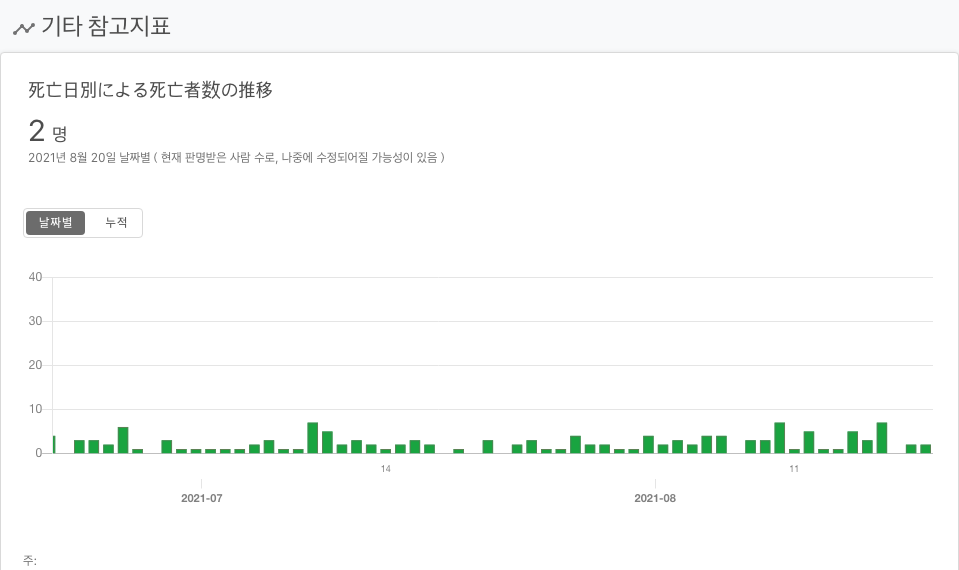 기타 참고지표
死亡日別による死亡者数の推移
2 명
2021년 8월 20일 날짜별 ( 현재 판명받은 사람 수로, 나중에 수정되어질 가능성이 있음 )
날짜별 누적
40
30
20
10
0
14 11
2021-07 2021-08
주: